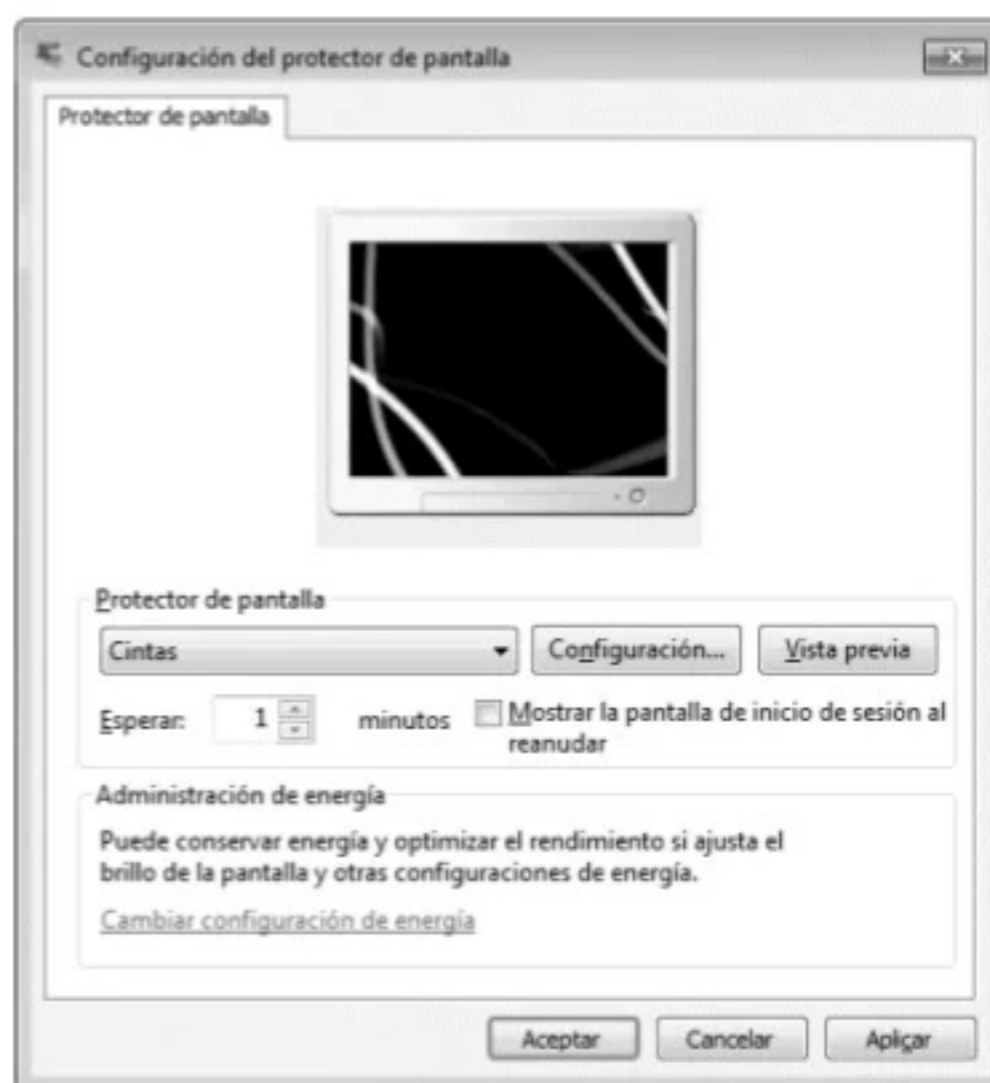 Configuración del protector de pantalla
Protector de pantalla
Protector de pantalla
Cintas
Configuración...
Vista previa
Esperar:
1
minutos
Mostrar la pantalla de inicio de sesión al
reanudar
Administración de energía
Puede conservar energía y optimizar el rendimiento si ajusta el
brillo de la pantalla y otras configuraciones de energía.
Cambiar configuración de energía
Aceptar
Cancelar
Aplicar